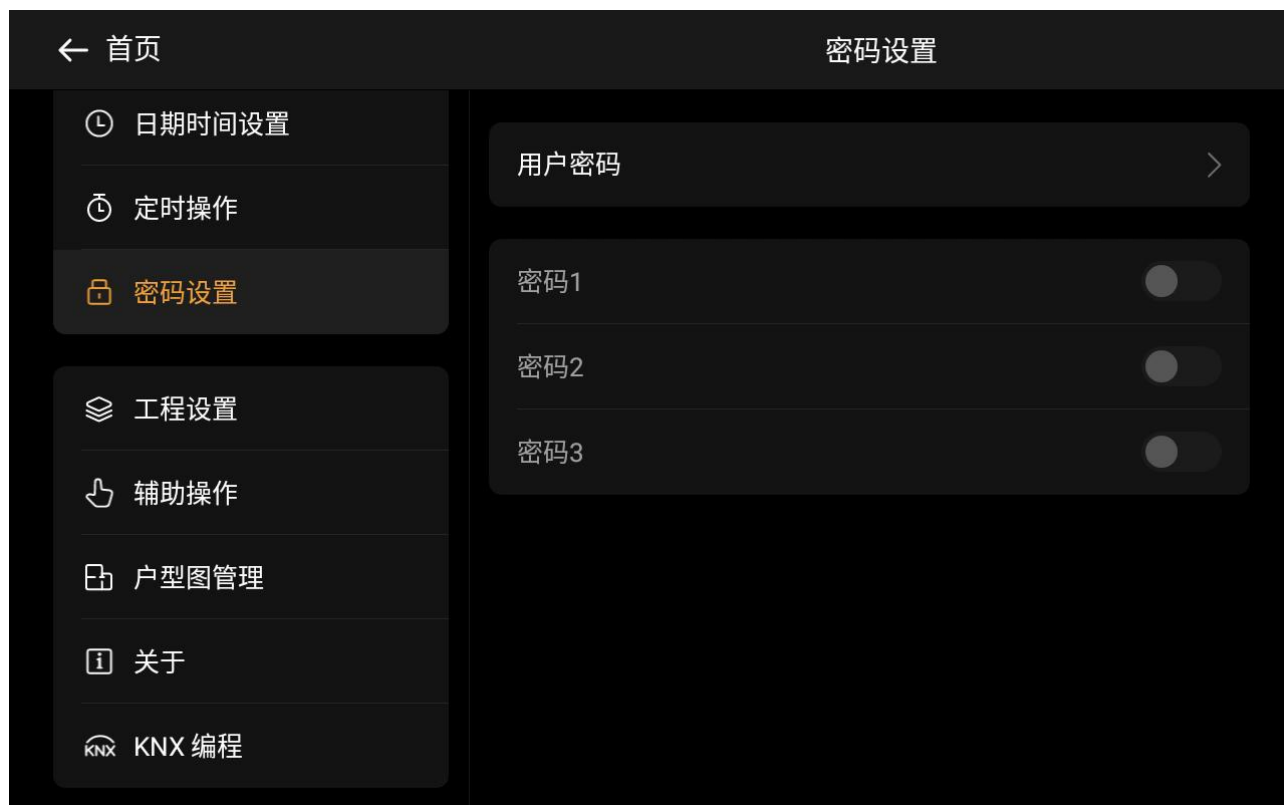 首页
密码设置
日期时间设置
定时操作
密码设置
工程设置
辅助操作
户型图管理
关于
KNX KNX 编程
用户密码
密码1
密码2
密码3